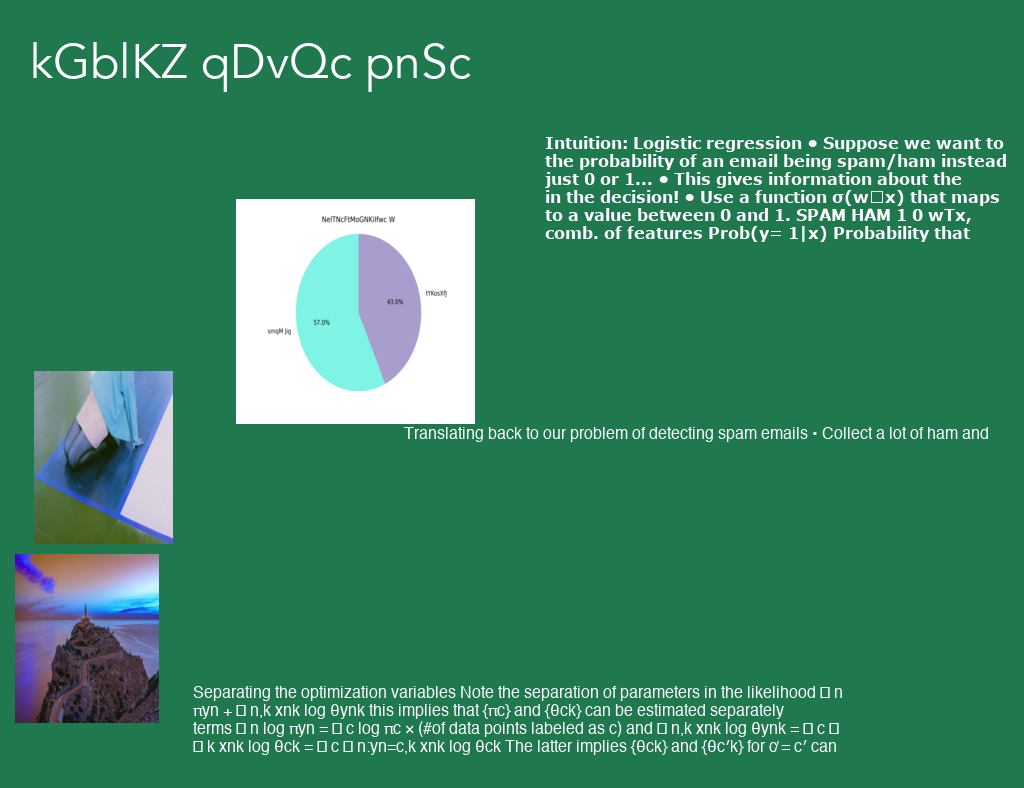 kGblKZ qDvQc pnSc
Intuition: Logistic regression ● Suppose we want to
the probability of an email being spam/ham instead
just 0 or 1... ● This gives information about the
in the decision! ● Use a function σ(w□x) that maps
to a value between 0 and 1. SPAM HAM 1 0 wTx,
comb. of features Prob(y= 1|x) Probability that
43.0%
57.0%
smqM Jig
Translating back to our problem of detecting spam emails • Collect a lot of ham and
Separating the optimization variables Note the separation of parameters in the likelihood □ n
πyn + □ n,k xnk log θynk this implies that {πc} and {θck} can be estimated separately
terms □ n log πyn = □ c log πc × (#of data points labeled as c) and □ n,k xnk log θynk = □ c □
□ k xnk log θck = □ c □ n:yn=c,k xnk log θck The latter implies {θck} and {θc′k} for c̸ = c′ can